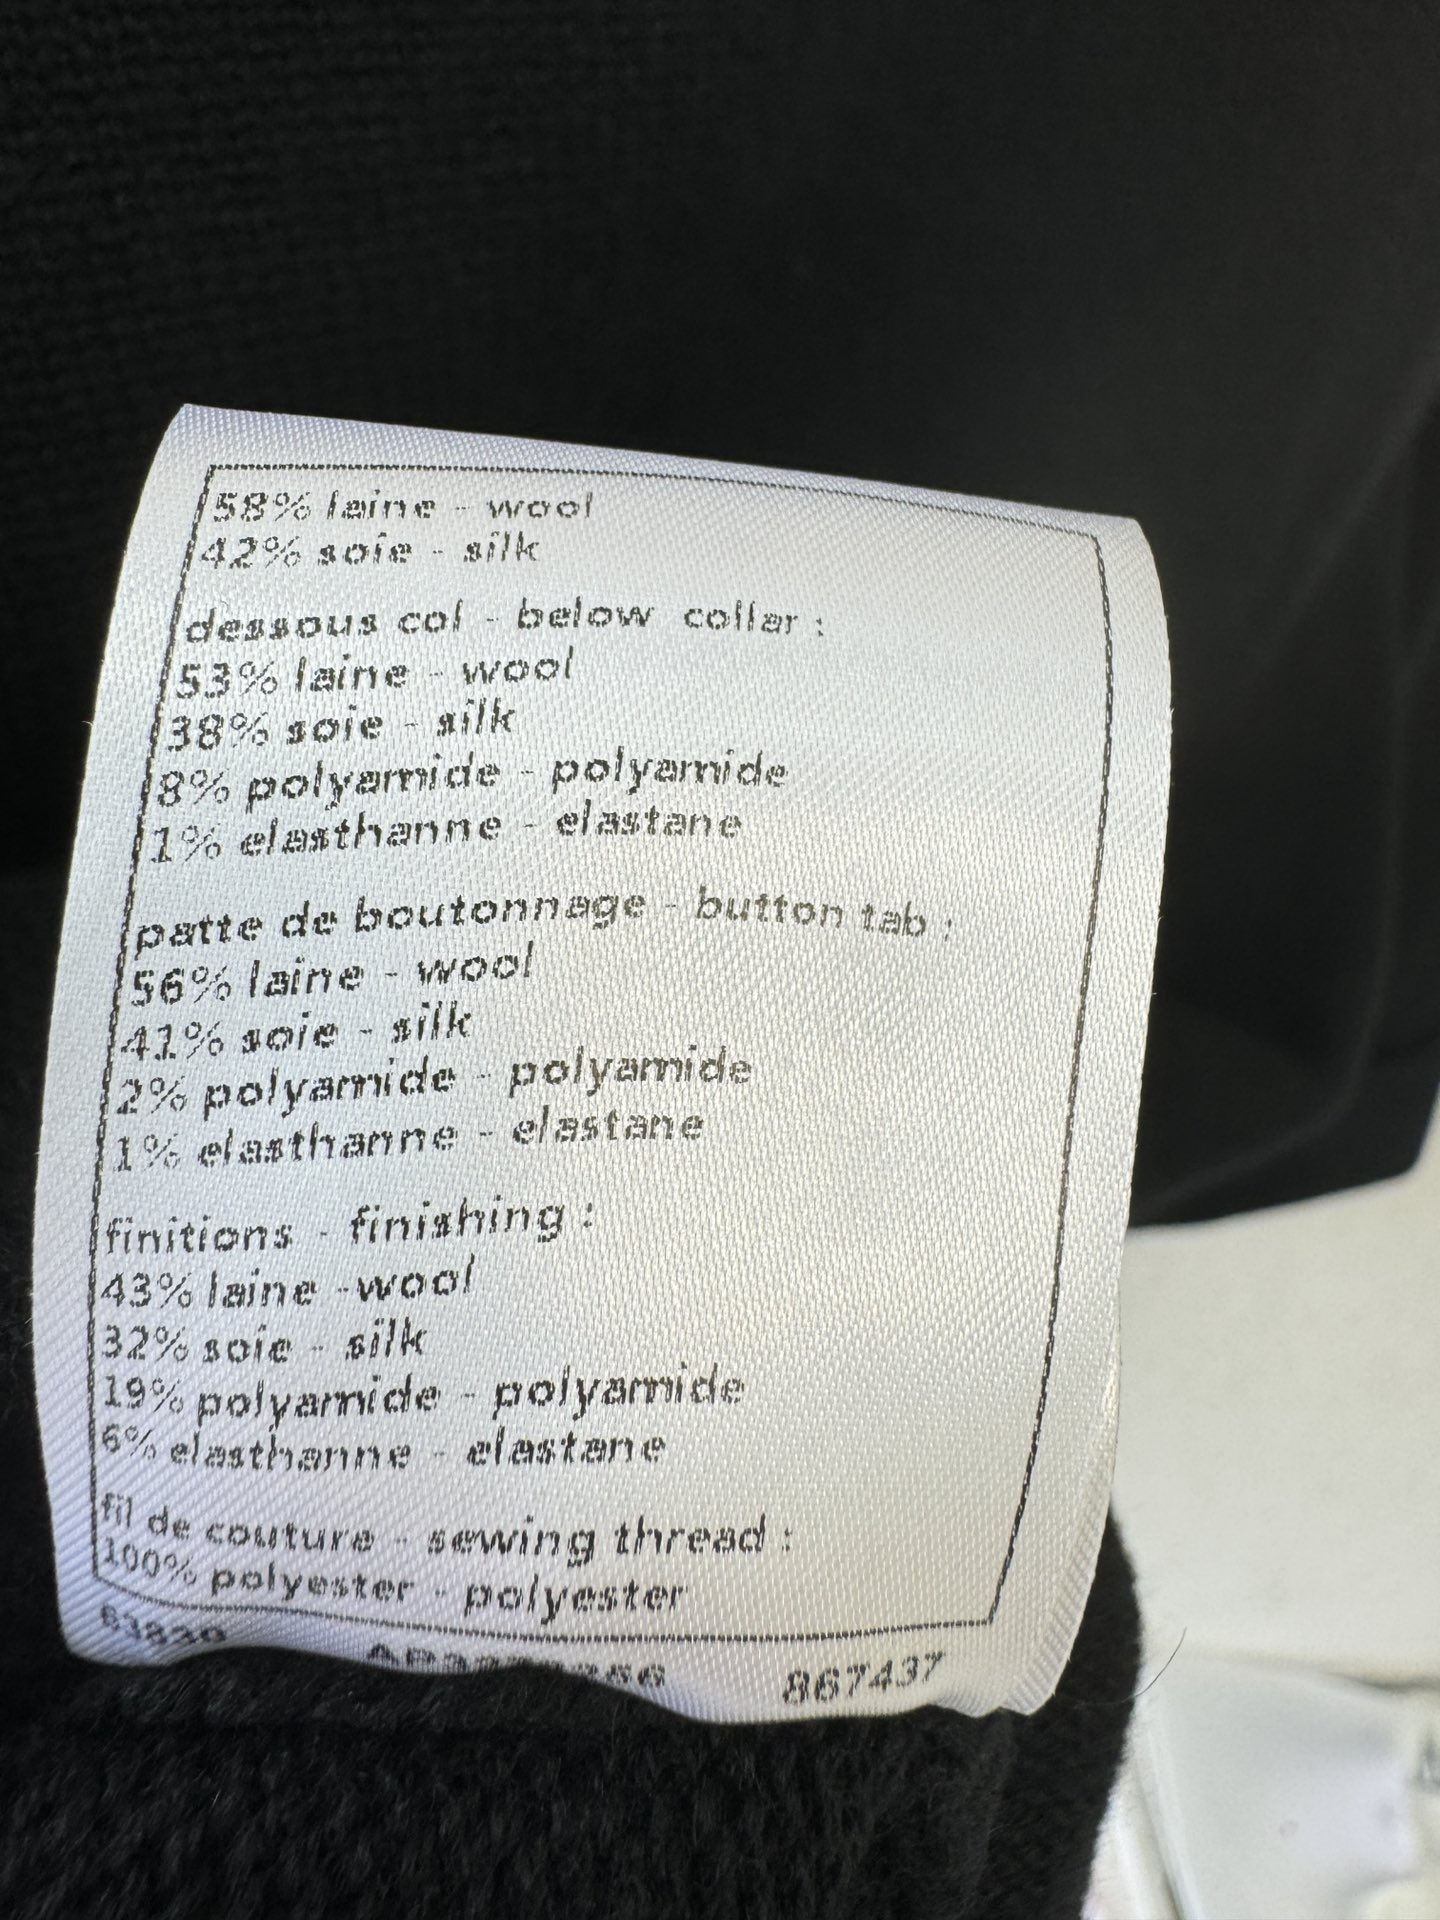 58% laine - wool
42% soie - silk
dessous col - below collar :
53% laine - wool
38% soie - silk
8% polyamide - polyamide
1% elasthanne - elastane
patte de boutonnage - button tab :
56% laine - wool
41% soie - silk
2% polyamide - polyamide
1% elasthanne - elastane
finitions - finishing :
43% laine -wool
32% soie - silk
19% polyamide - polyamide
6% elasthanne - elastane
fil de couture - sewing thread :
100% polyester - polyester
867437